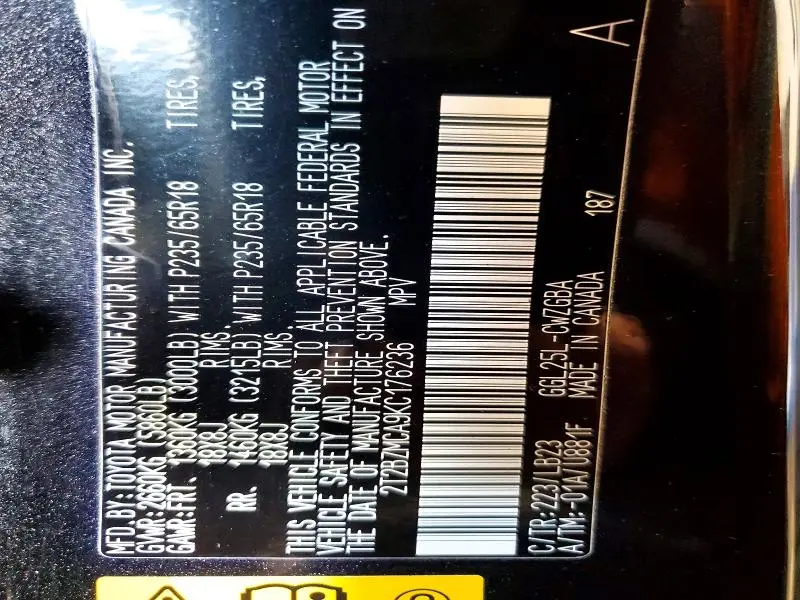 MFD.BY:TOYOTA MOTOR MANUFACTURING CANADA INC.
GVWR:2660KG (5860LB)
GAWR:FRT. 1360KG (3000LB) WITH P235/65R18 TIRES,
18X8J RIMS.
RR. 1460KG (3215LB) WITH P235/65R18 TIRES,
18X8J RIMS.
THIS VEHICLE CONFORMS TO ALL APPLICABLE FEDERAL MOTOR
VEHICLE SAFETY AND THEFT PREVENTION STANDARDS IN EFFECT ON
THE DATE OF MANUFACTURE SHOWN ABOVE.
2T2BZMCA9KC176236 MPV
C/TR:223/LB23 GGL25L-CWZGBA
A/TM:-01A/U881F MADE IN CANADA 187 A